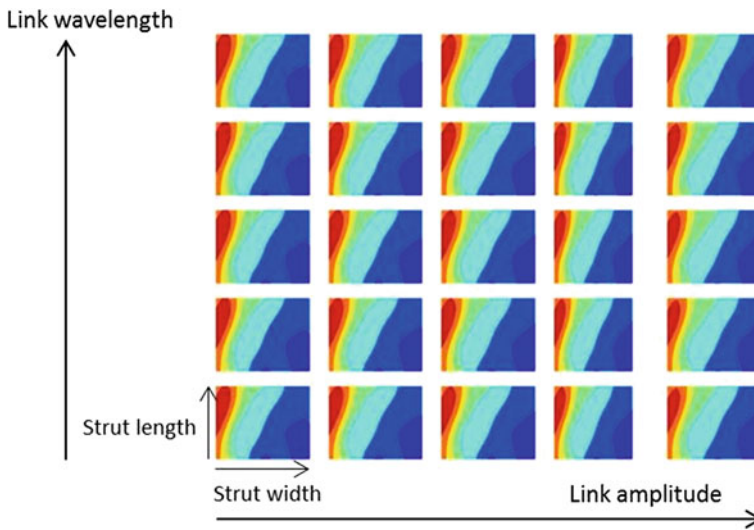 Link wavelength
Strut length
Strut width
Link amplitude